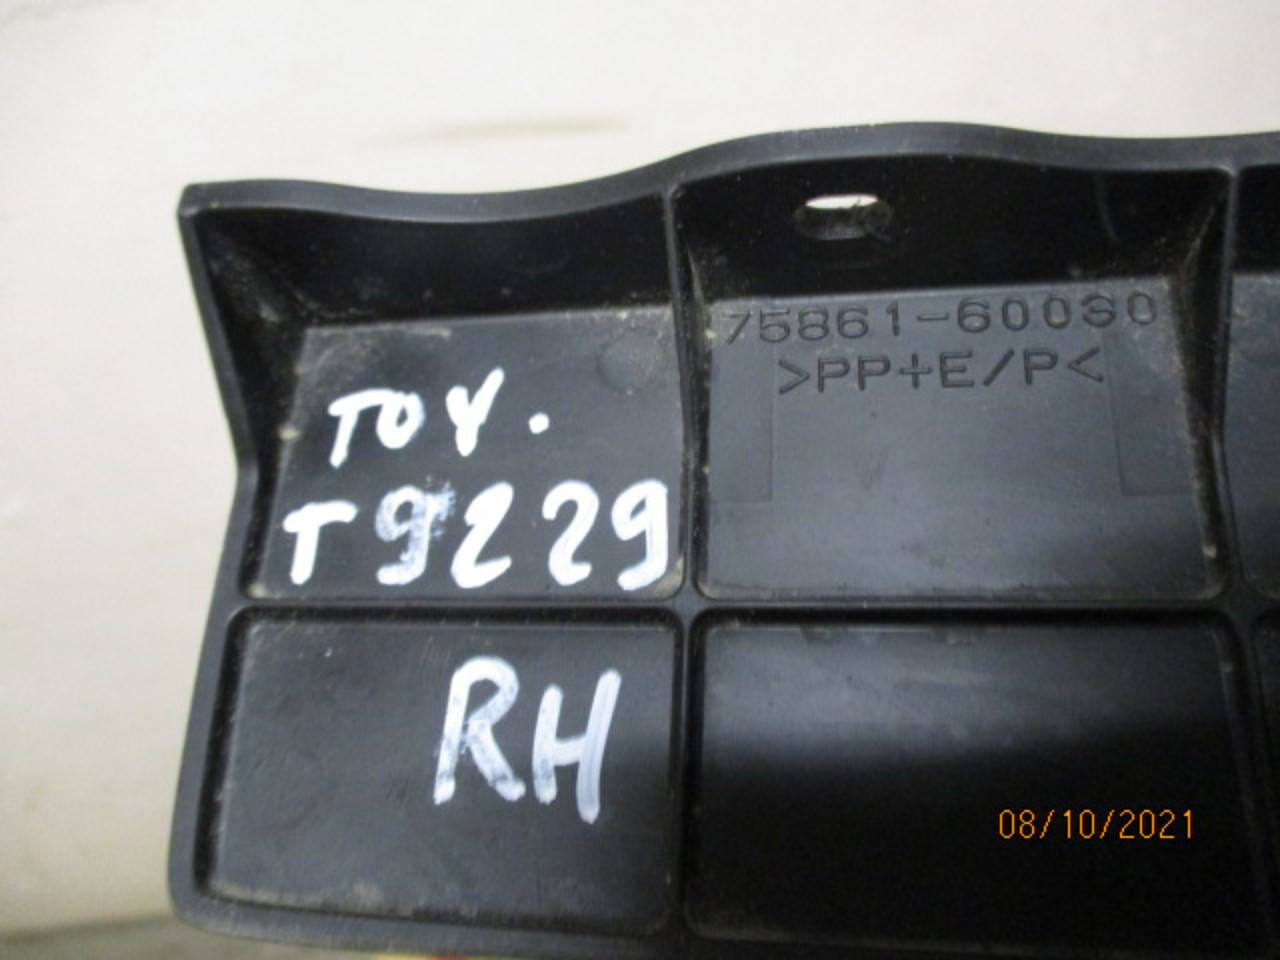 75861-60030
>PP+E/P<
TOY.
T9229
RH
08/10/2021